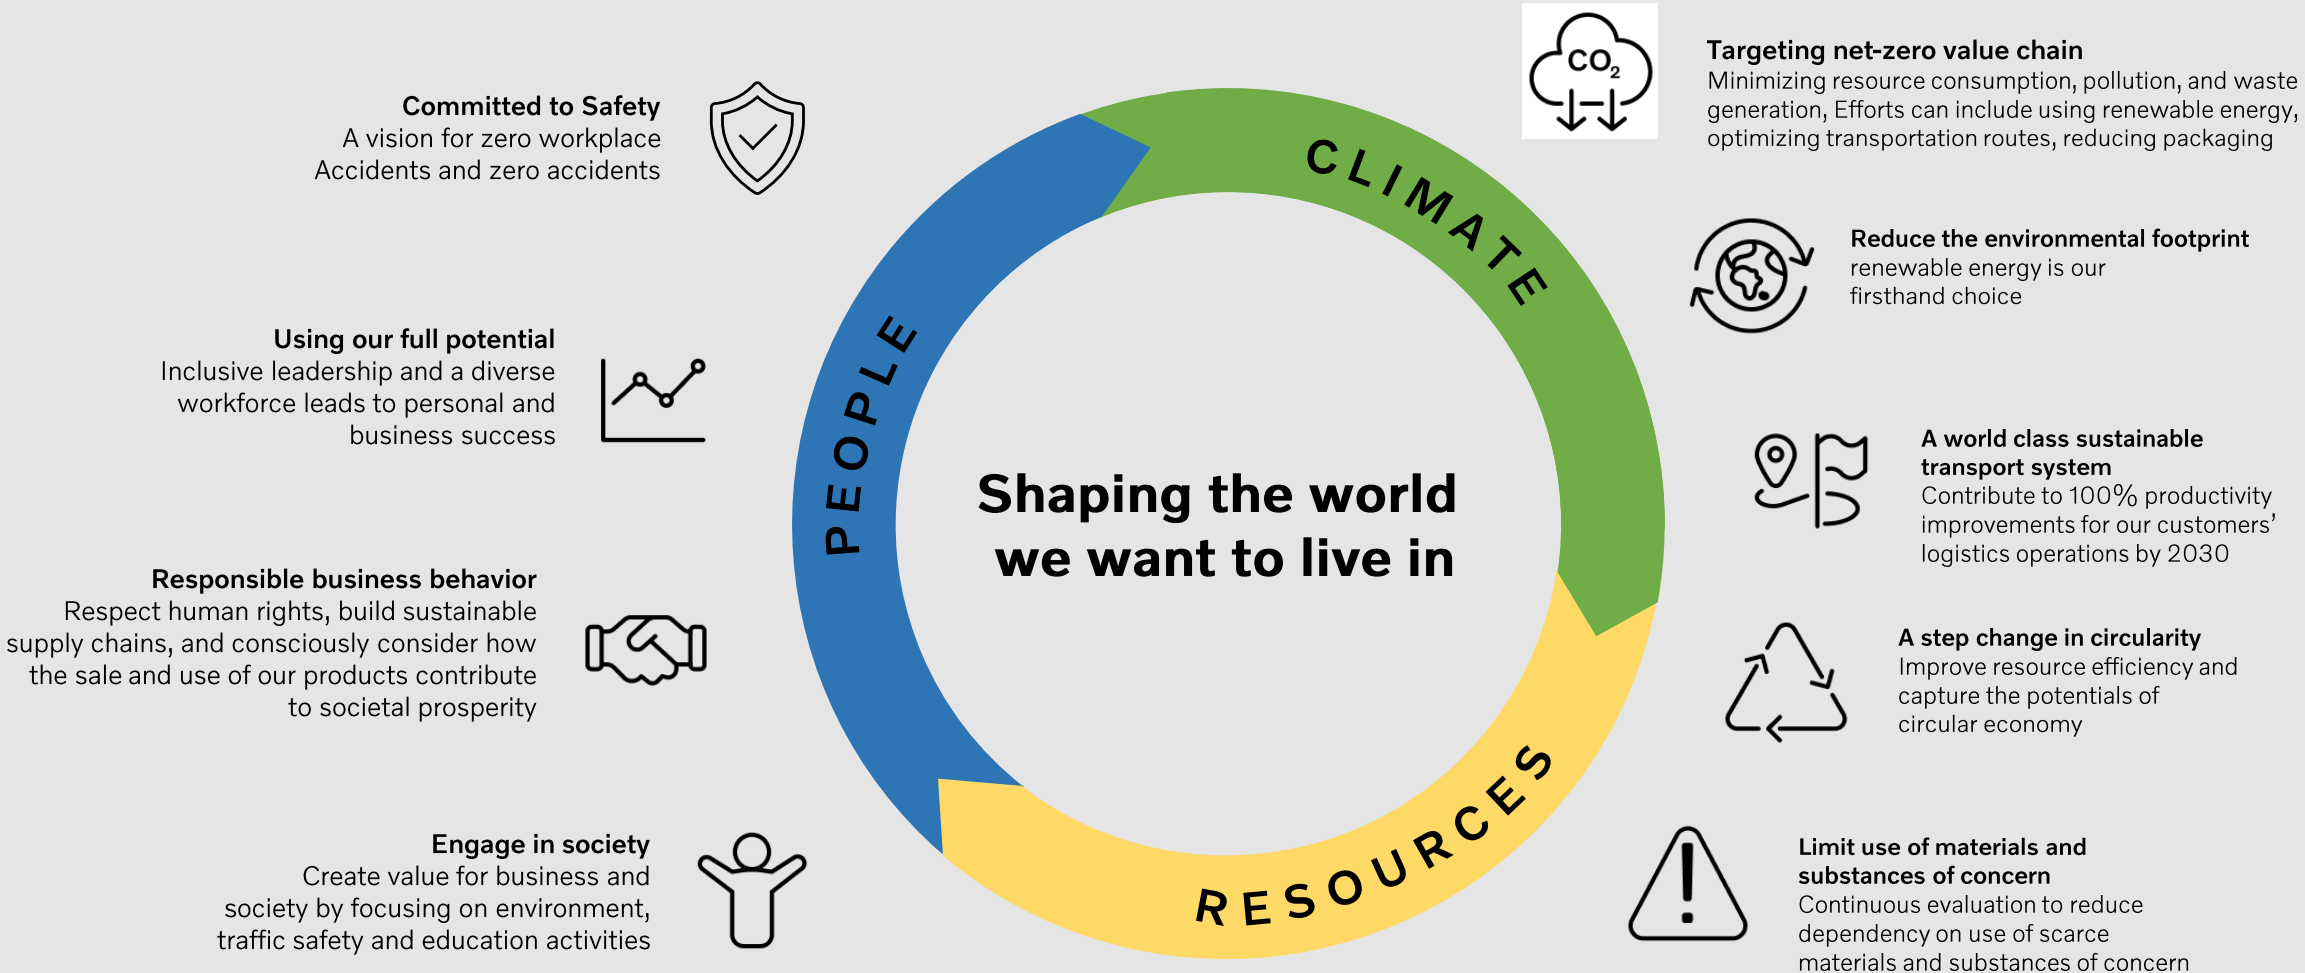 Committed to Safety
A vision for zero workplace
Accidents and zero accidents
Using our full potential
Inclusive leadership and a diverse
workforce leads to personal and
business success
Responsible business behavior
Respect human rights, build sustainable
supply chains, and consciously consider how
the sale and use of our products contribute
to societal prosperity
Engage in society
Create value for business and
society by focusing on environment,
traffic safety and education activities
PEOPLE
CLIMATE
RESOURCES
Shaping the world
we want to live in
CO₂
Targeting net-zero value chain
Minimizing resource consumption, pollution, and waste
generation, Efforts can include using renewable energy,
optimizing transportation routes, reducing packaging
Reduce the environmental footprint
renewable energy is our
firsthand choice
A world class sustainable
transport system
Contribute to 100% productivity
improvements for our customers’
logistics operations by 2030
A step change in circularity
Improve resource efficiency and
capture the potentials of
circular economy
Limit use of materials and
substances of concern
Continuous evaluation to reduce
dependency on use of scarce
materials and substances of concern